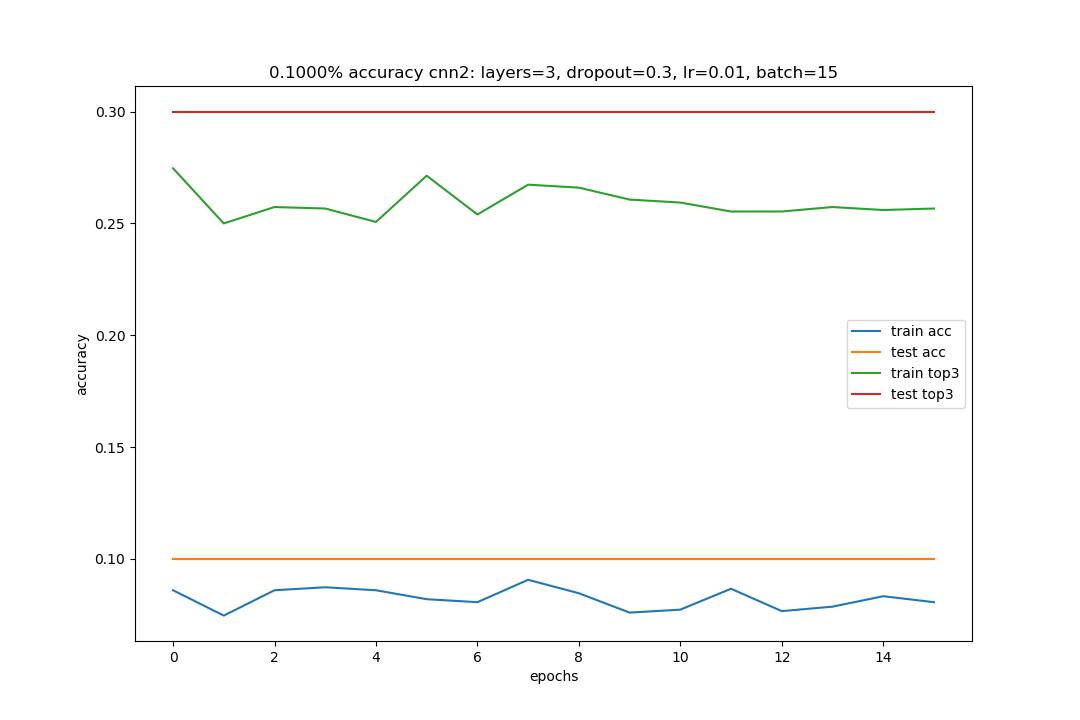 0.1000% accuracy cnn2: layers=3, dropout=0.3, lr=0.01, batch=15
0.30
0.25
0.20
0.15
0.10
accuracy
train acc
test acc
train top3
test top3
0 2 4 6 8 10 12 14
epochs